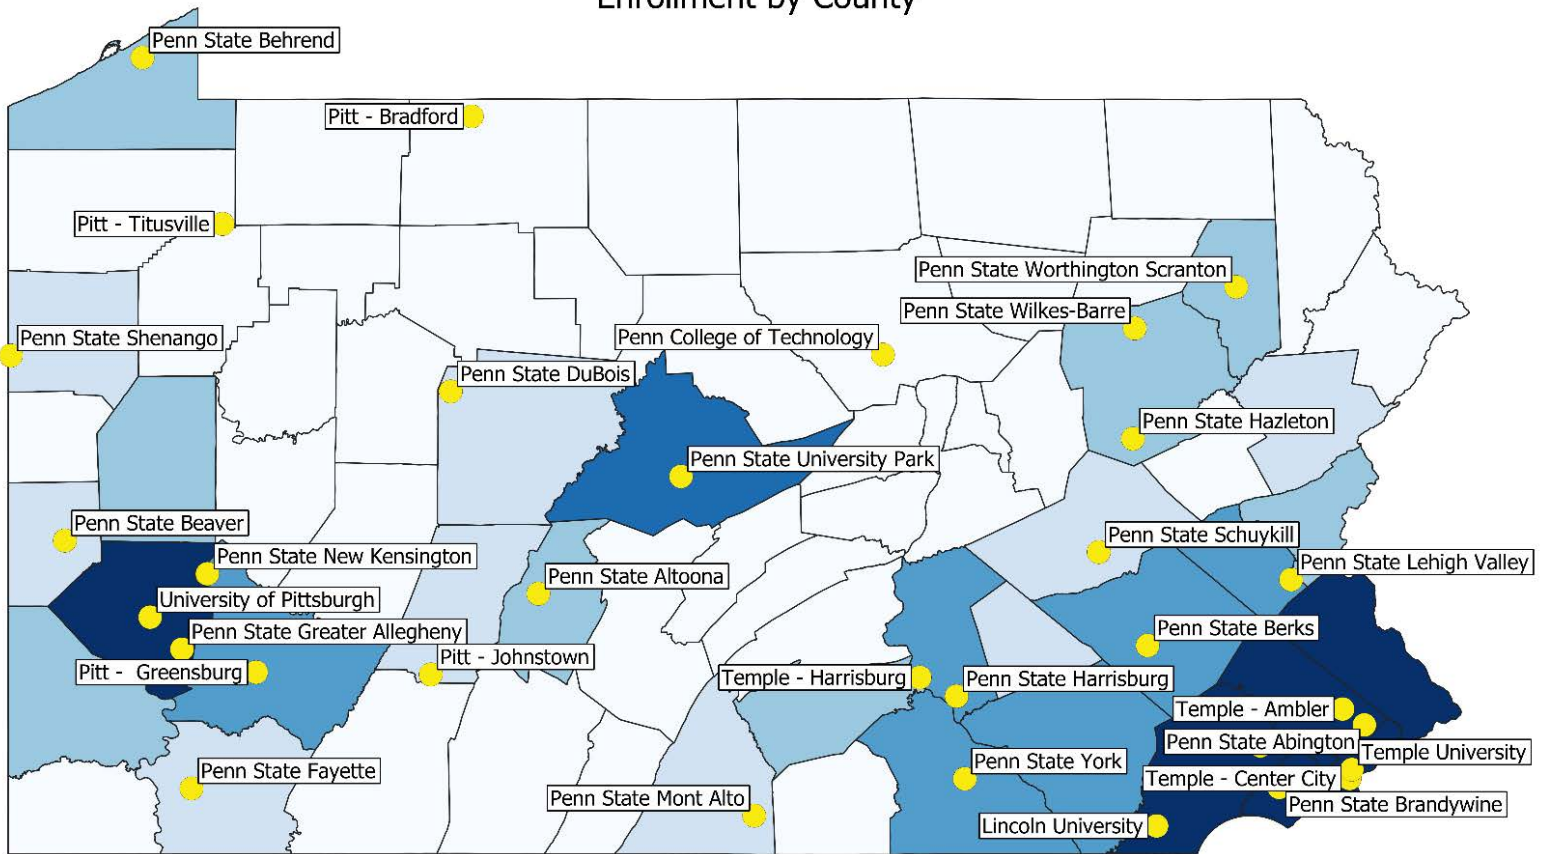 Enrollment by County
Penn State Behrend
Pitt - Bradford
Pitt - Titusville
Penn State Worthington Scranton
Penn State Wilkes-Barre
Penn State Shenango
Penn College of Technology
Penn State DuBois
Penn State Hazleton
Penn State University Park
Penn State Beaver
Penn State Schuykill
Penn State New Kensington
Penn State Lehigh Valley
Penn State Altoona
University of Pittsburgh
Penn State Greater Allegheny
Penn State Berks
Pitt - Johnstown
Pitt - Greensburg
Temple - Harrisburg
Penn State Harrisburg
Temple - Ambler
Penn State Abington
Temple University
Penn State York
Penn State Fayette
Temple - Center City
Penn State Mont Alto
Penn State Brandywine
Lincoln University